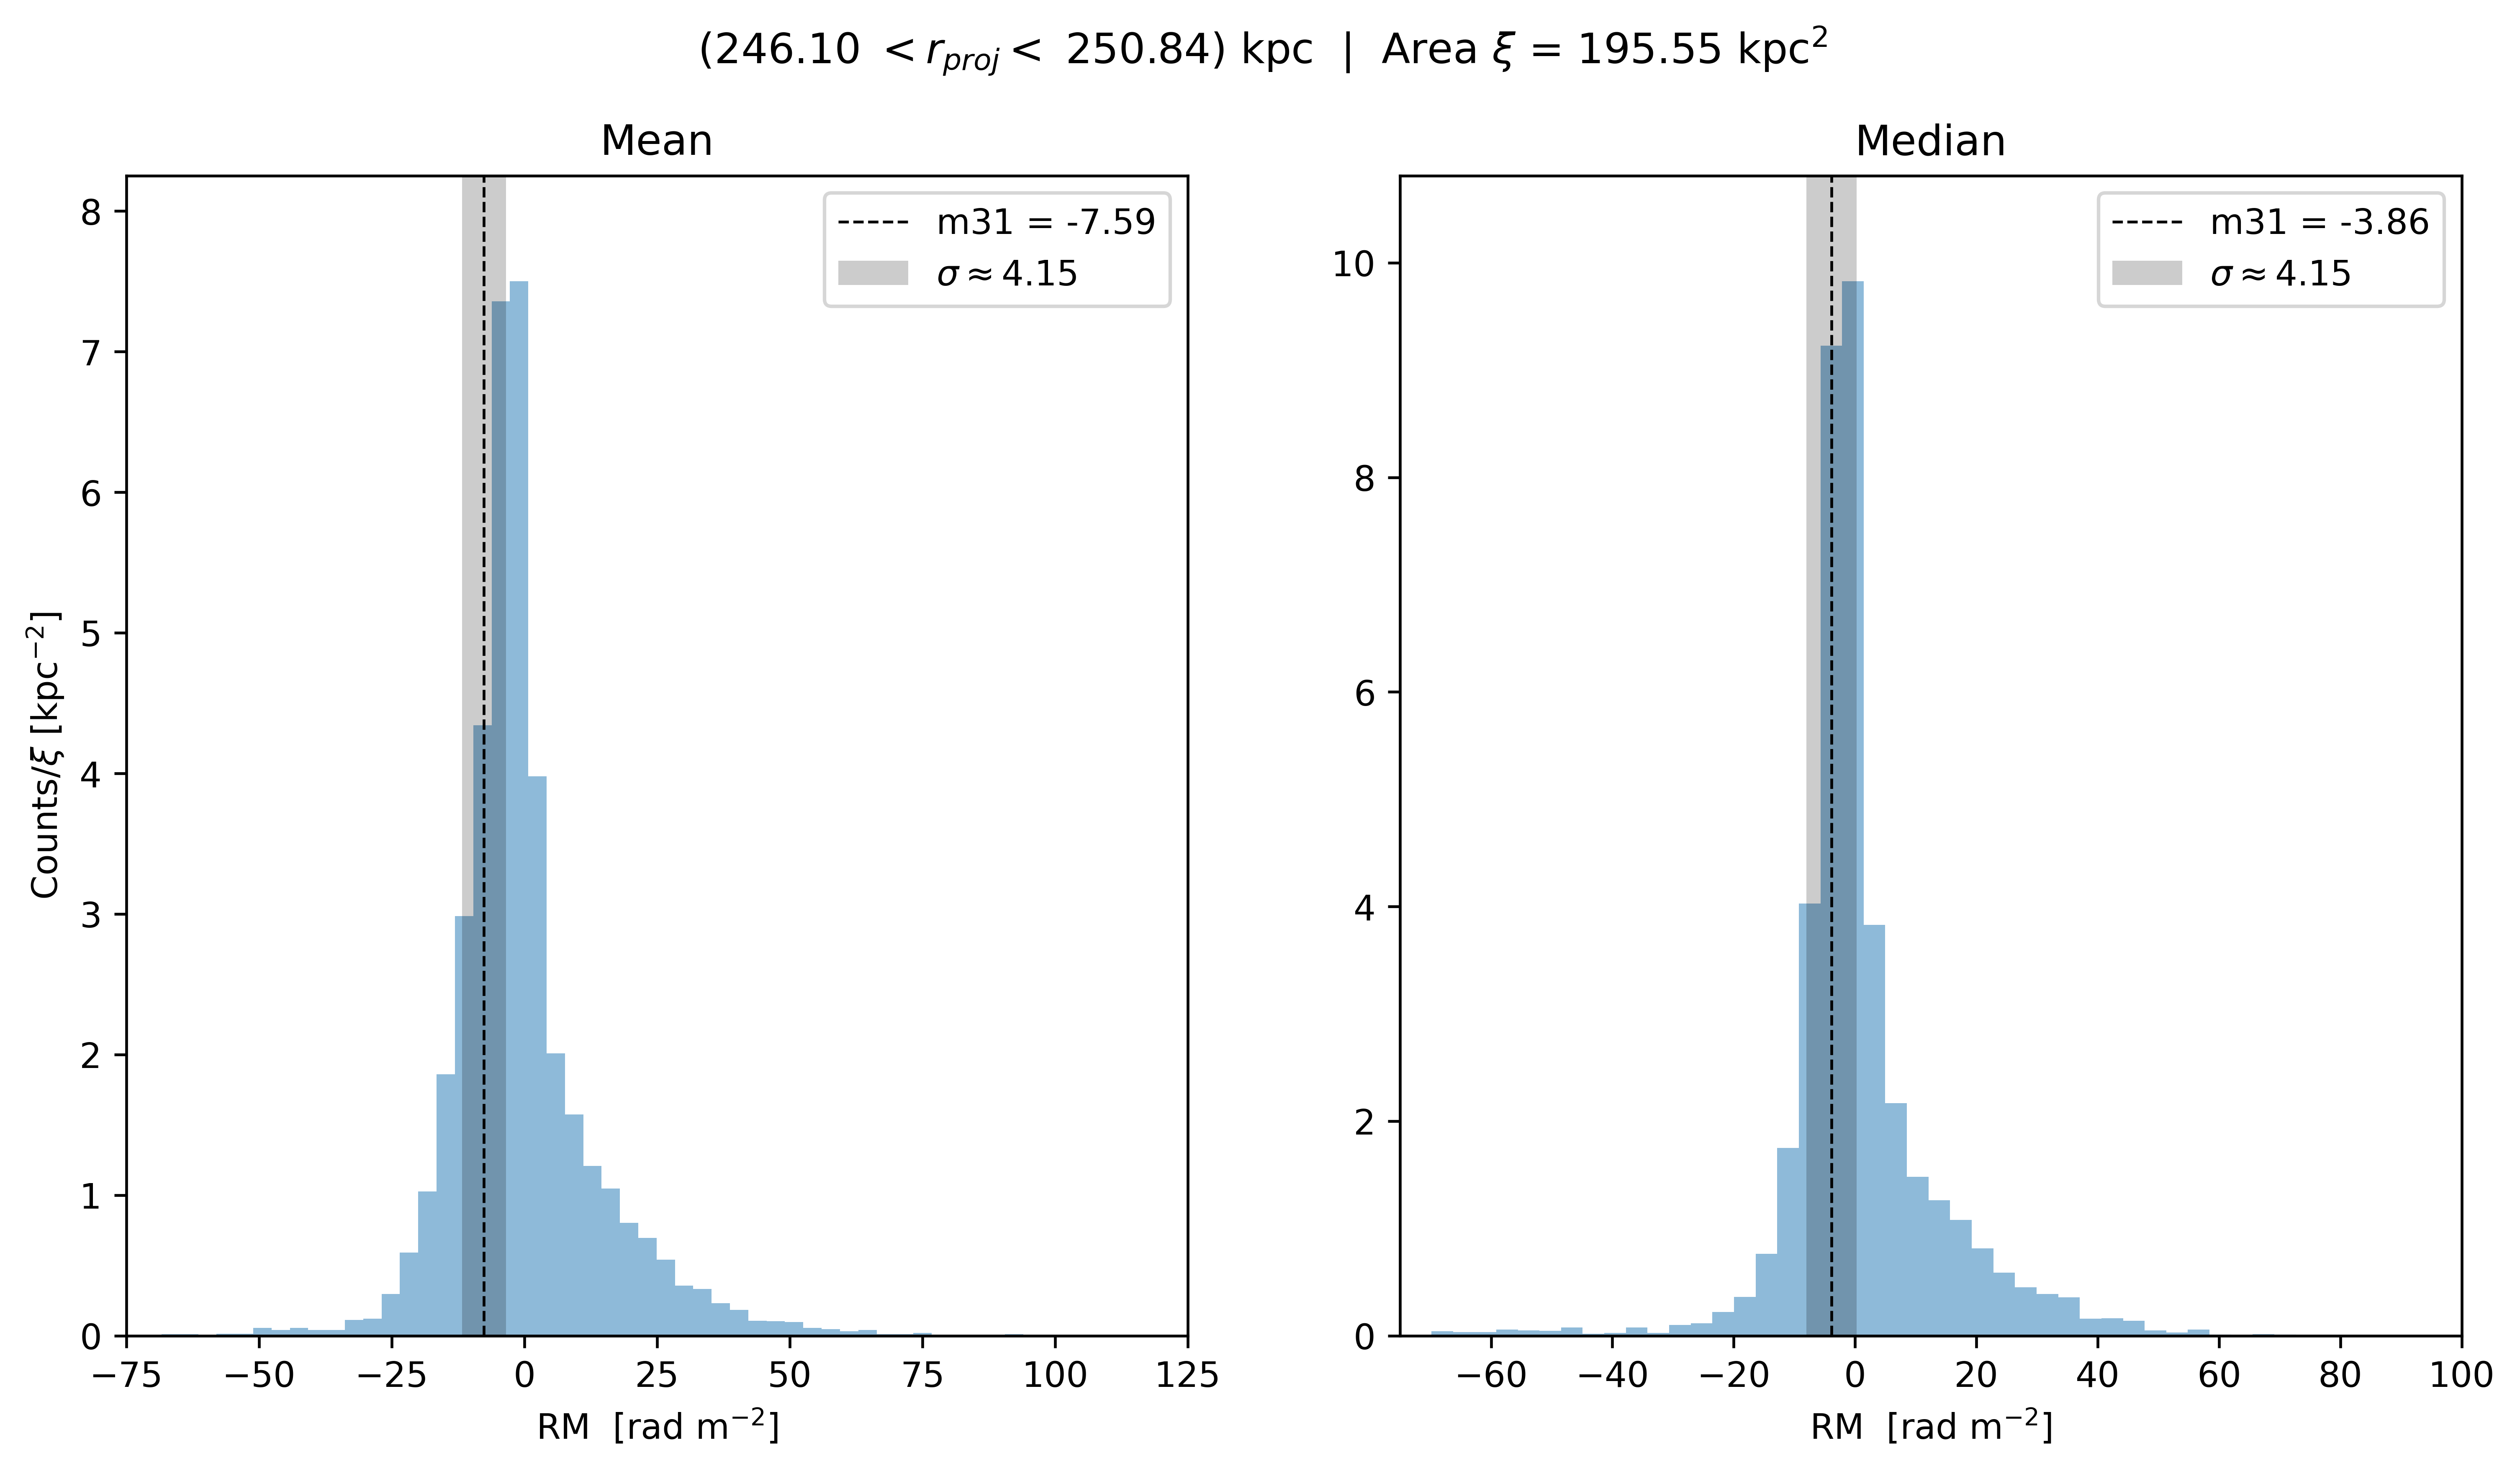 (246.10 < r_proj < 250.84) kpc | Area ξ = 195.55 kpc²
Mean
m31 = -7.59
σ ≈ 4.15
Counts/ξ [kpc⁻²]
8
7
6
5
4
3
2
1
0
−75 −50 −25 0 25 50 75 100 125
RM [rad m⁻²]
Median
m31 = -3.86
σ ≈ 4.15
10
8
6
4
2
0
−60 −40 −20 0 20 40 60 80 100
RM [rad m⁻²]